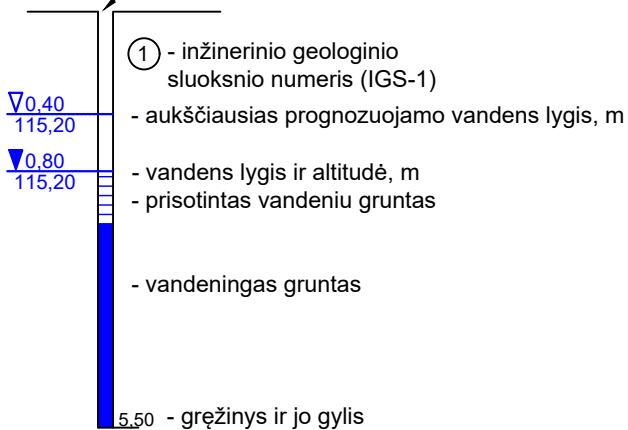 1 - inžinerinio geologinio
sluoksnio numeris (IGS-1)
0,40
115,20
- aukščiausias prognozuojamo vandens lygis, m
0,80
115,20
- vandens lygis ir altitudė, m
- prisotintas vandeniu gruntas
- vandeningas gruntas
5,50 - gręžinys ir jo gylis